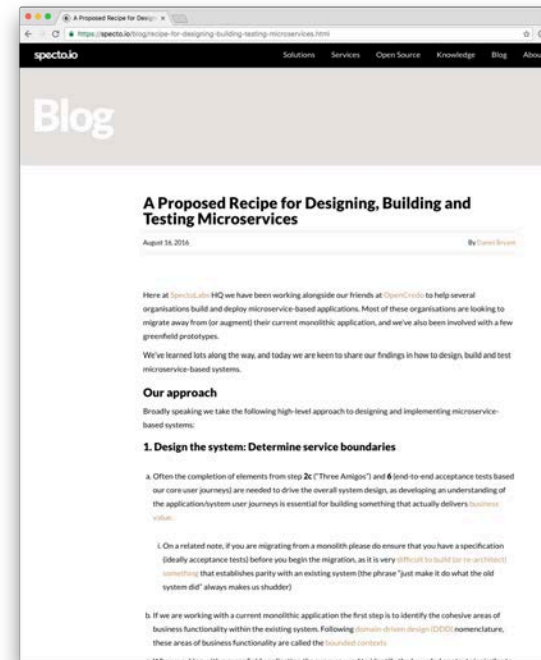 A Proposed Recipe for Design
https://specto.io/blog/recipe-for-designing-building-testing-microservices.html
specto.io Solutions Services Open Source Knowledge Blog Abou
Blog
A Proposed Recipe for Designing, Building and
Testing Microservices
August 16, 2016 By Daniel Bryant
Here at SpectoLabs HQ we have been working alongside our friends at OpenCredo to help several
organisations build and deploy microservice-based applications. Most of these organisations are looking to
migrate away from (or augment) their current monolithic application, and we've also been involved with a few
greenfield prototypes.
We've learned lots along the way, and today we are keen to share our findings in how to design, build and test
microservice-based systems.
Our approach
Broadly speaking we take the following high-level approach to designing and implementing microservice-
based systems:
1. Design the system: Determine service boundaries
a. Often the completion of elements from step 2c ("Three Amigos") and 6 (end-to-end acceptance tests based
our core user journeys) are needed to drive the overall system design, as developing an understanding of
the application/system user journeys is essential for building something that actually delivers business
value.
i. On a related note, if you are migrating from a monolith please do ensure that you have a specification
(ideally acceptance tests) before you begin the migration, as it is very difficult to build (or re-architect)
something that establishes parity with an existing system (the phrase "just make it do what the old
system did" always makes us shudder)
b. If we are working with a current monolithic application the first step is to identify the cohesive areas of
business functionality within the existing system. Following domain-driven design (DDD) nomenclature,
these areas of business functionality are called the bounded contexts